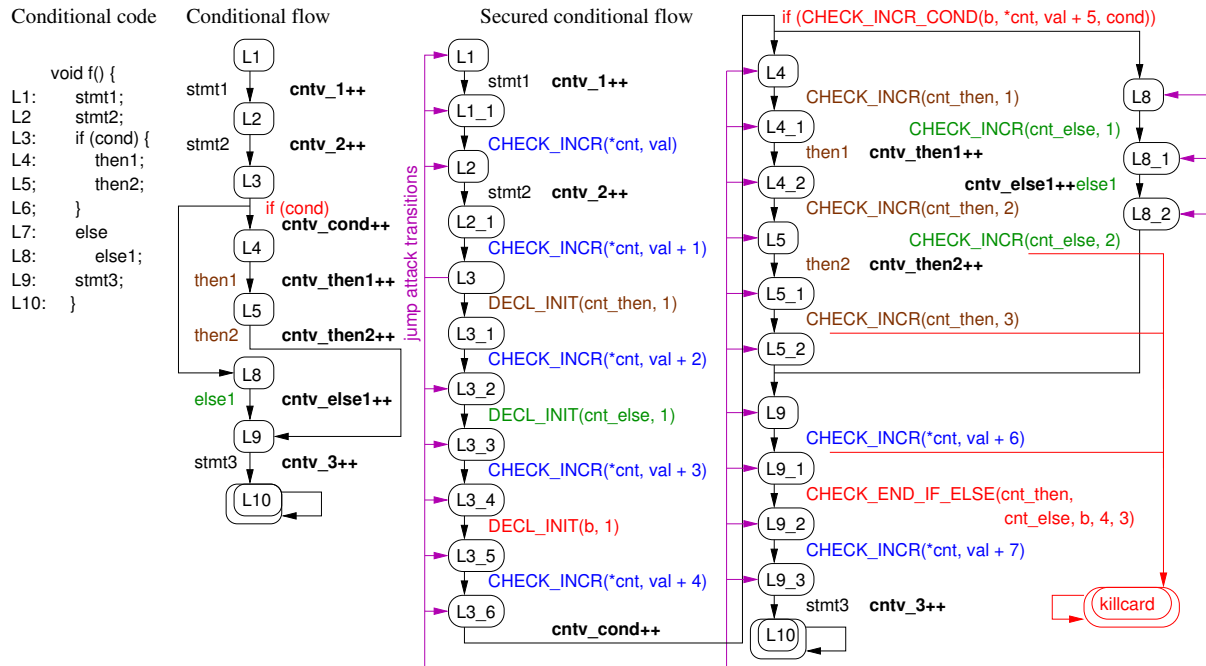 Conditional code
void f() {
L1: stmt1;
L2 stmt2;
L3: if (cond) {
L4: then1;
L5; then2;
L6; }
L7: else
L8: else1;
L9: stmt3;
L10: }
Conditional flow
L1
stmt1 cntv_1++
L2
stmt2 cntv_2++
L3
if (cond)
cntv_cond++
L4
then1 cntv_then1++
L5
then2 cntv_then2++
L8
else1 cntv_else1++
L9
stmt3 cntv_3++
L10
Secured conditional flow
jump attack transitions
L1
stmt1 cntv_1++
L1_1
CHECK_INCR(*cnt, val)
L2
stmt2 cntv_2++
L2_1
CHECK_INCR(*cnt, val + 1)
L3
DECL_INIT(cnt_then, 1)
L3_1
CHECK_INCR(*cnt, val + 2)
L3_2
DECL_INIT(cnt_else, 1)
L3_3
CHECK_INCR(*cnt, val + 3)
L3_4
DECL_INIT(b, 1)
L3_5
CHECK_INCR(*cnt, val + 4)
L3_6
cntv_cond++
if (CHECK_INCR_COND(b, *cnt, val + 5, cond))
L4
CHECK_INCR(cnt_then, 1)
L4_1
then1 cntv_then1++
L4_2
CHECK_INCR(cnt_then, 2)
L5
then2 cntv_then2++
L5_1
CHECK_INCR(cnt_then, 3)
L5_2
L8
CHECK_INCR(cnt_else, 1)
L8_1
cntv_else1++else1
L8_2
CHECK_INCR(cnt_else, 2)
L9
CHECK_INCR(*cnt, val + 6)
L9_1
CHECK_END_IF_ELSE(cnt_then,
cnt_else, b, 4, 3)
L9_2
CHECK_INCR(*cnt, val + 7)
L9_3
stmt3 cntv_3++
L10
killcard